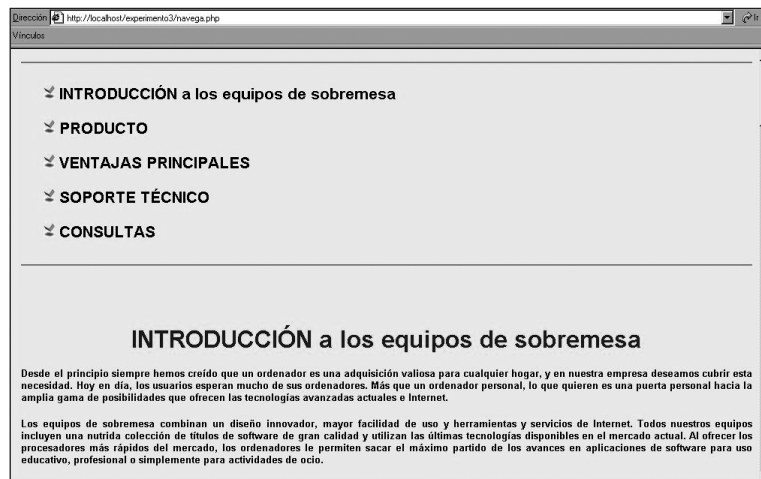 Dirección http://localhost/experimento3/navega.php Ir
Vínculos
INTRODUCCIÓN a los equipos de sobremesa
PRODUCTO
VENTAJAS PRINCIPALES
SOPORTE TÉCNICO
CONSULTAS
INTRODUCCIÓN a los equipos de sobremesa
Desde el principio siempre hemos creído que un ordenador es una adquisición valiosa para cualquier hogar, y en nuestra empresa deseamos cubrir esta
necesidad. Hoy en día, los usuarios esperan mucho de sus ordenadores. Más que un ordenador personal, lo que quieren es una puerta personal hacia la
amplia gama de posibilidades que ofrecen las tecnologías avanzadas actuales e Internet.
Los equipos de sobremesa combinan un diseño innovador, mayor facilidad de uso y herramientas y servicios de Internet. Todos nuestros equipos
incluyen una nutrida colección de títulos de software de gran calidad y utilizan las últimas tecnologías disponibles en el mercado actual. Al ofrecer los
procesadores más rápidos del mercado, los ordenadores le permiten sacar el máximo partido de los avances en aplicaciones de software para uso
educativo, profesional o simplemente para actividades de ocio.